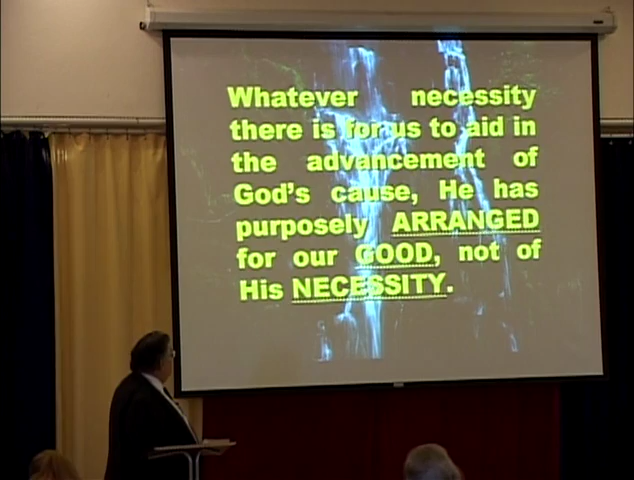 Whatever necessity
there is for us to aid in
the advancement of
God's cause, He has
purposely ARRANGED
for our GOOD, not of
His NECESSITY.